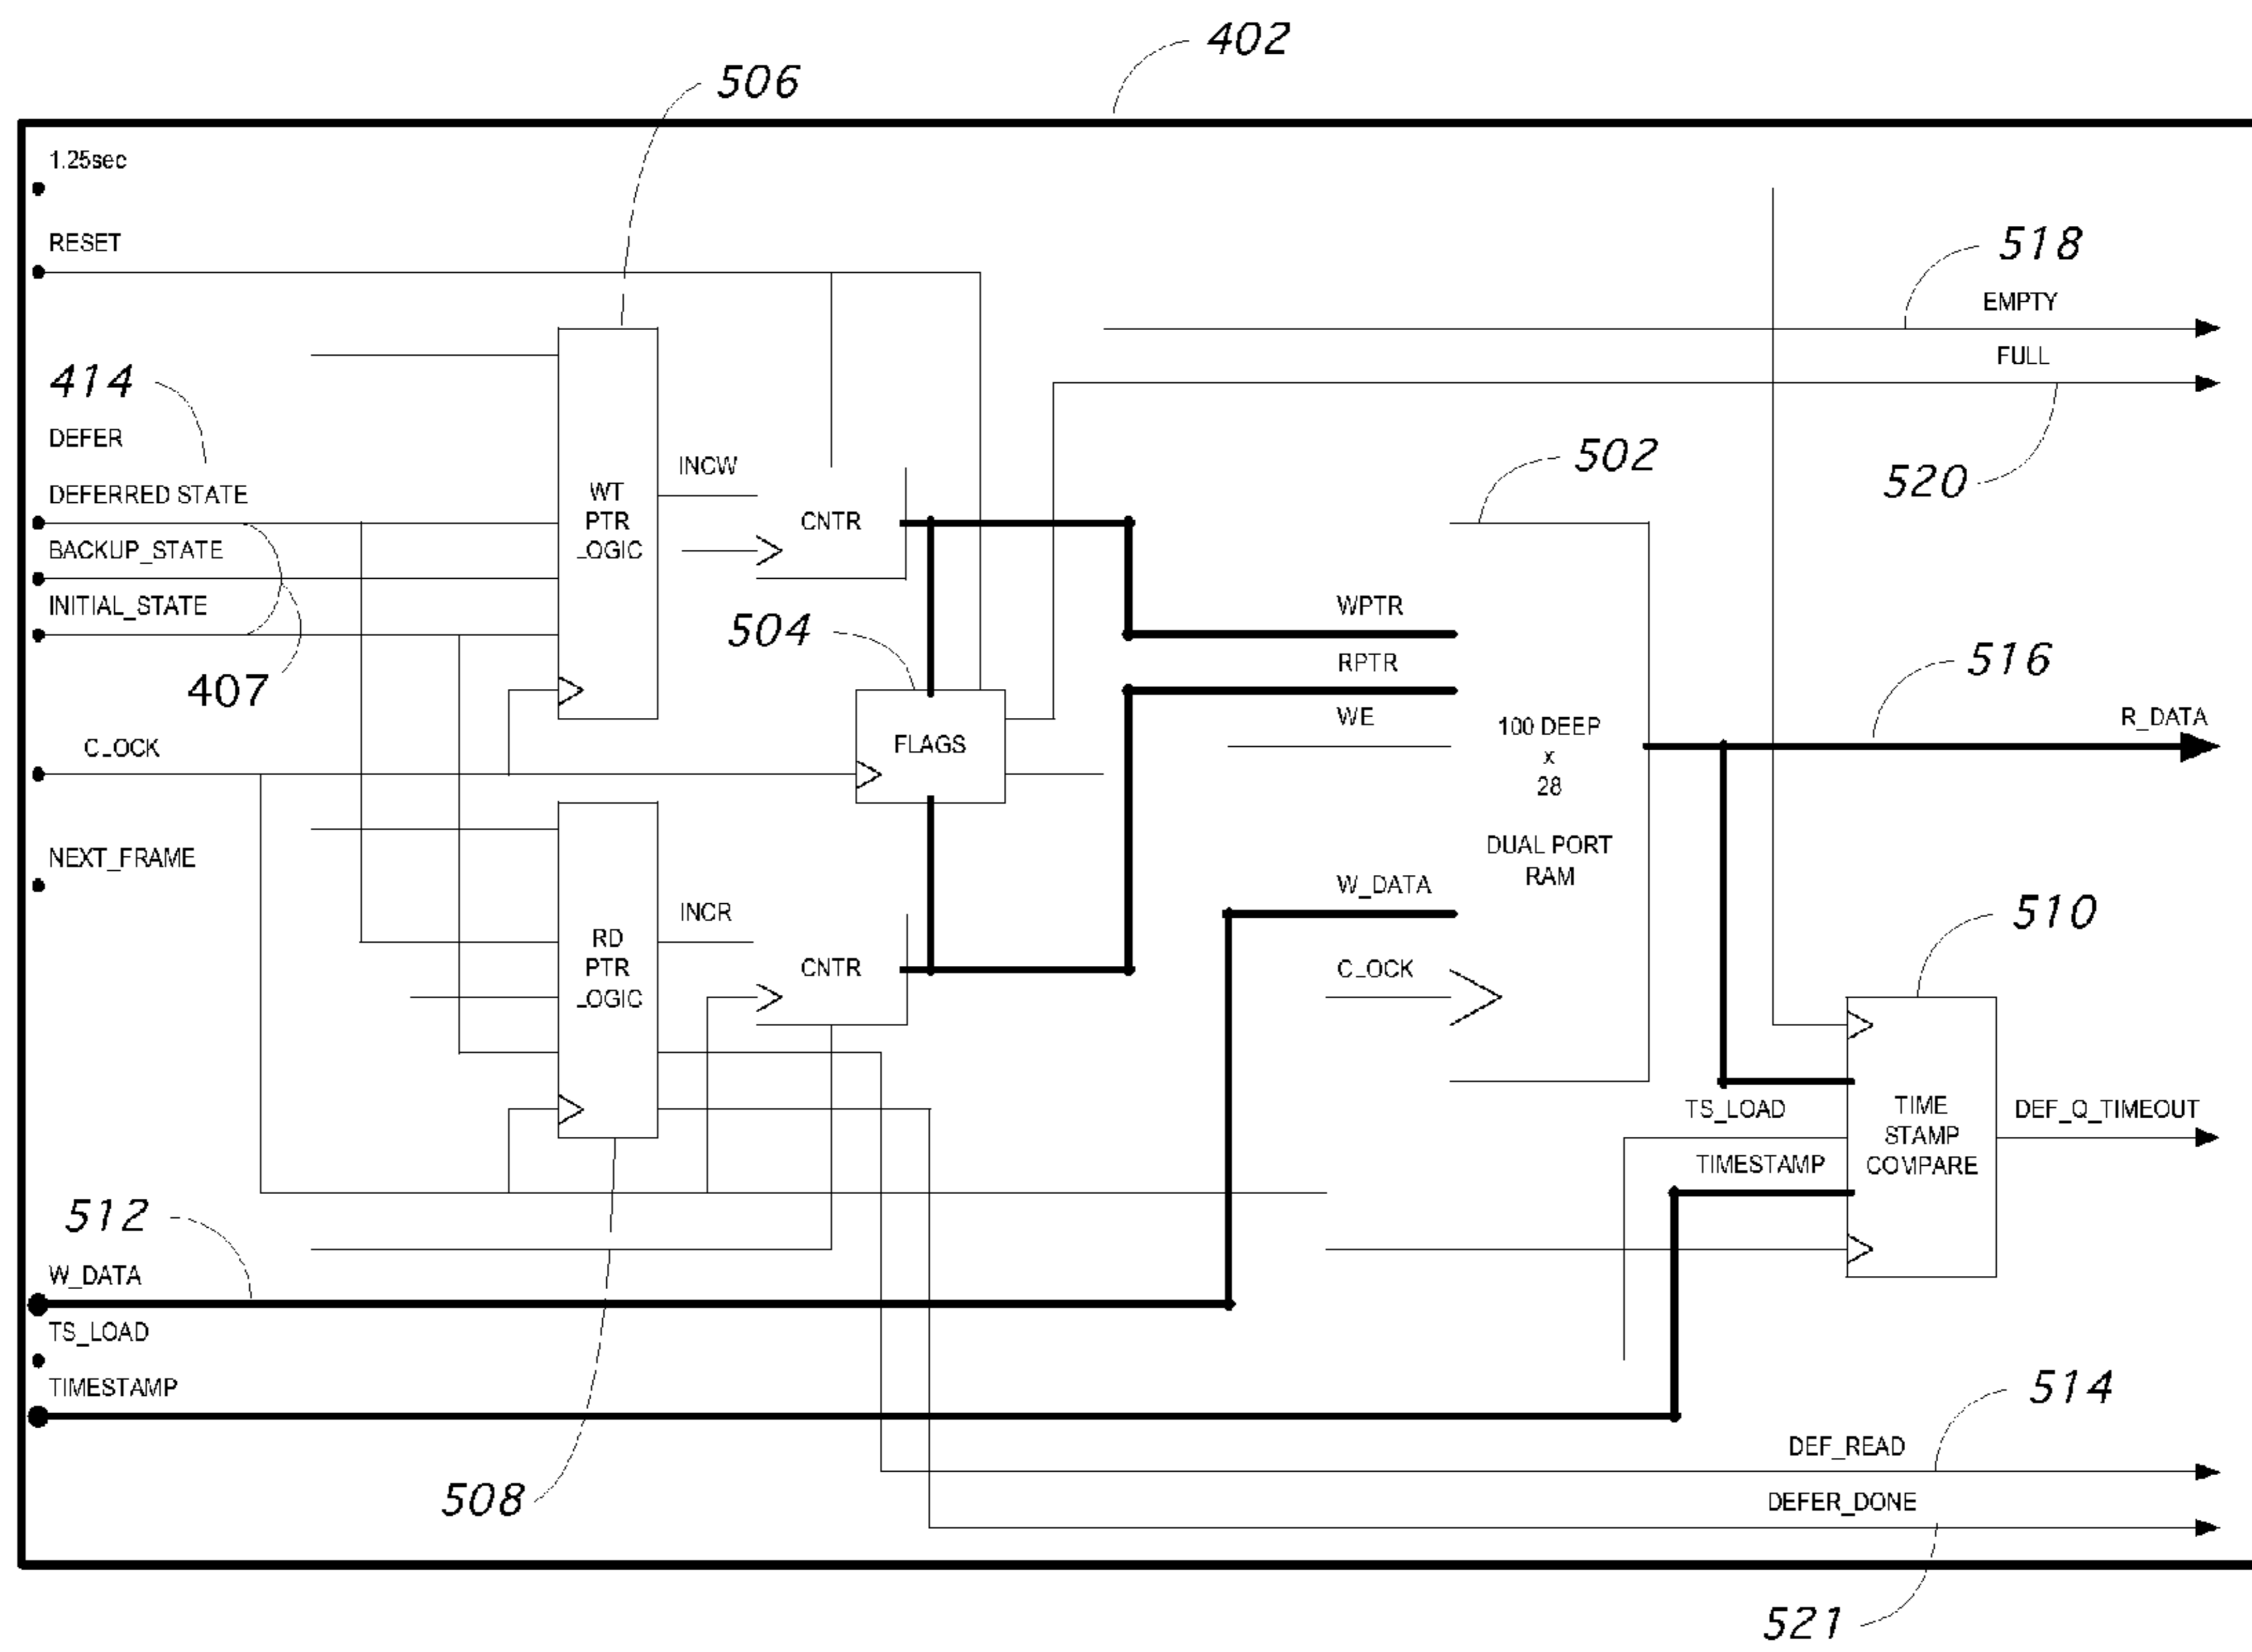 402
506
1.25sec
RESET
518
EMPTY
FULL
414
DEFER
520
502
INCW
DEFERRED STATE
WT
PTR
_OGIC
CNTR
BACKUP_STATE
INITIAL_STATE
407
504
WPTR
RPTR
WE
516
R_DATA
C_OCK
FLAGS
100 DEEP
x
28
DUAL PORT
RAM
NEXT_FRAME
W_DATA
INCR
RD
PTR
_OGIC
CNTR
C_OCK
510
TS_LOAD
TIMESTAMP
TIME
STAMP
COMPARE
DEF_Q_TIMEOUT
512
W_DATA
TS_LOAD
TIMESTAMP
508
514
DEF_READ
DEFER_DONE
521